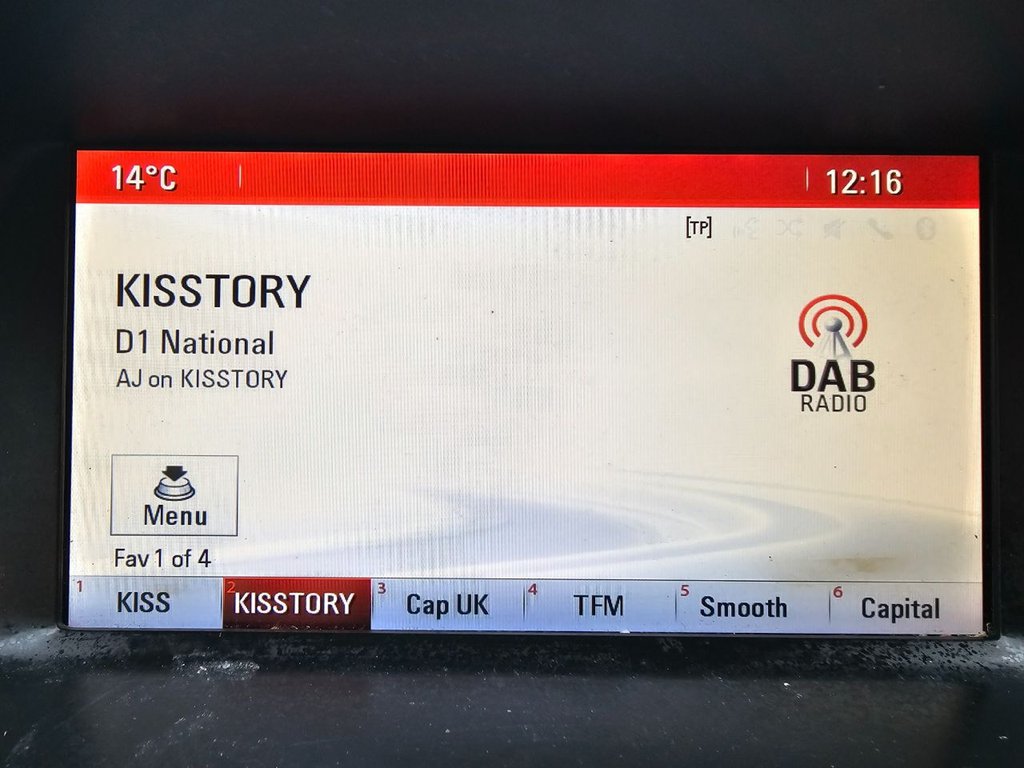 14°C 12:16
[TP]
KISSTORY
D1 National
AJ on KISSTORY
DAB
RADIO
Menu
Fav 1 of 4
1 KISS 2 KISSTORY 3 Cap UK 4 TFM 5 Smooth 6 Capital